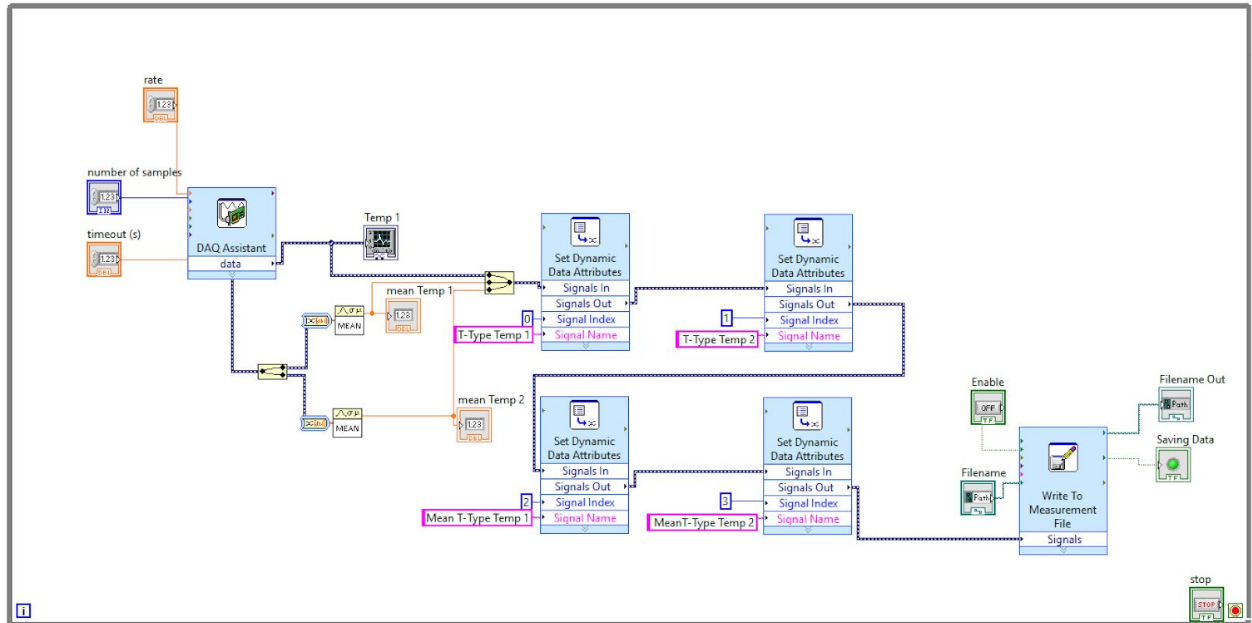 rate
1.23
DBL
number of samples
1.23
I32
timeout (s)
1.23
DBL
DAQ Assistant
data
Temp 1
mean Temp 1
1.23
DBL
MEAN
mean Temp 2
1.23
DBL
MEAN
Set Dynamic
Data Attributes
Signals In
Signals Out
Signal Index
Signal Name
0
T-Type Temp 1
Set Dynamic
Data Attributes
Signals In
Signals Out
Signal Index
Signal Name
1
T-Type Temp 2
Set Dynamic
Data Attributes
Signals In
Signals Out
Signal Index
Signal Name
2
Mean T-Type Temp 1
Set Dynamic
Data Attributes
Signals In
Signals Out
Signal Index
Signal Name
3
MeanT-Type Temp 2
Enable
OFF
TF
Filename
Path
Write To
Measurement
File
Signals
Filename Out
Path
Saving Data
TF
stop
STOP
TF
i